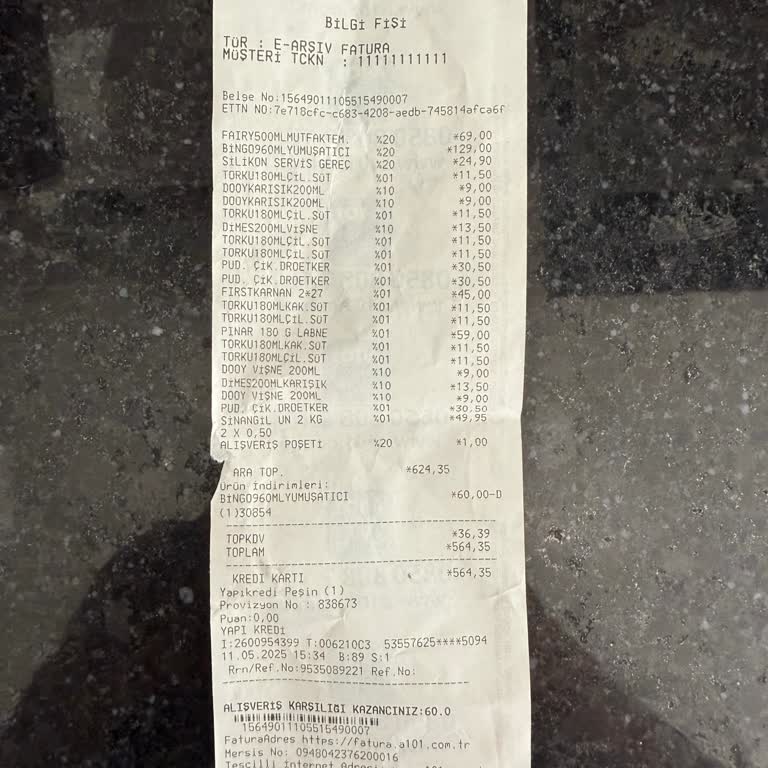 BİLGİ FİŞİ
TÜR : E-ARŞİV FATURA
MÜŞTERİ TCKN : 11111111111
Belge No:15649011105515490007
ETTN NO:7e718cfc-c683-4208-aedb-745814afca6f
FAIRY500MLMUTFAKTEM. %20 *69,00
BİNGO960MLYUMUŞATICI %20 *129,00
SİLİKON SERVİS GEREÇ %20 *24,90
TORKU180MLÇİL.SÜT %01 *11,50
DOOYKARISIK200ML %10 *9,00
DOOYKARISIK200ML %10 *9,00
TORKU180MLÇİL.SÜT %01 *11,50
DİMES200MLVİŞNE %10 *13,50
TORKU180MLÇİL.SÜT %01 *11,50
TORKU180MLÇİL.SÜT %01 *11,50
PUD. ÇİK.DROETKER %01 *30,50
PUD. ÇİK.DROETKER %01 *30,50
FIRSTKARNAN 2*27 %01 *45,00
TORKU180MLKAK.SÜT %01 *11,50
TORKU180MLÇİL.SÜT %01 *11,50
PINAR 180 G LABNE %01 *59,00
TORKU180MLKAK.SÜT %01 *11,50
TORKU180MLÇİL.SÜT %01 *11,50
DOOY VİŞNE 200ML %10 *9,00
DİMES200MLKARIŞIK %10 *13,50
DOOY VİŞNE 200ML %10 *9,00
PUD. ÇİK.DROETKER %01 *30,50
SİNANGİL UN 2 KG %01 *49,95
2 X 0,50
ALIŞVERİŞ POŞETİ %20 *1,00
ARA TOP. *624,35
Ürün İndirimleri:
BİNGO960MLYUMUŞATICI *60,00-D
(1)30854
TOPKDV *36,39
TOPLAM *564,35
KREDİ KARTI *564,35
Yapıkredi Peşin (1)
Provizyon No : 838673
Puan:0,00
YAPI KREDİ
I:2600954399 T:006210C3 53557625****5094
11.05.2025 15:34 B:89 S:1
Rrn/Ref.No:9535089221 Ref.No:
ALIŞVERİŞ KARŞILIĞI KAZANCINIZ:60.0
15649011105515490007
FaturaAdres https://fatura.a101.com.tr
Mersis No: 0948042376200016
Tescilli İnternet